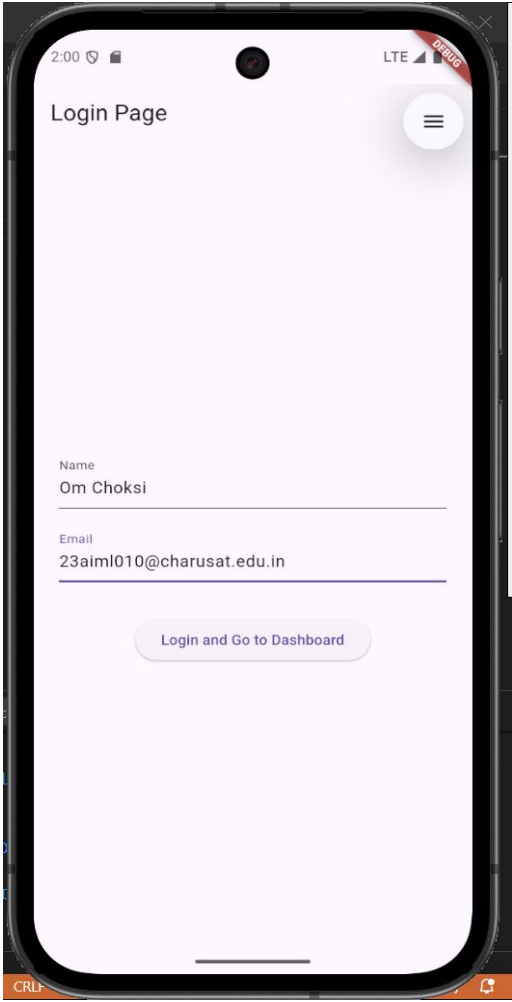 2:00
LTE
DEBUG
Login Page
Name
Om Choksi
Email
23aiml010@charusat.edu.in
Login and Go to Dashboard
CRLF